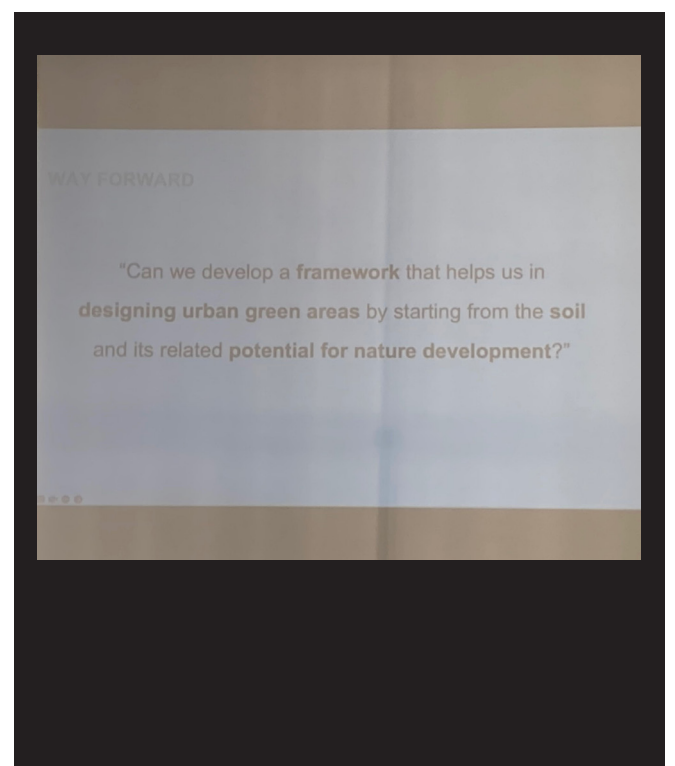 WAY FORWARD
"Can we develop a framework that helps us in
designing urban green areas by starting from the soil
and its related potential for nature development?"